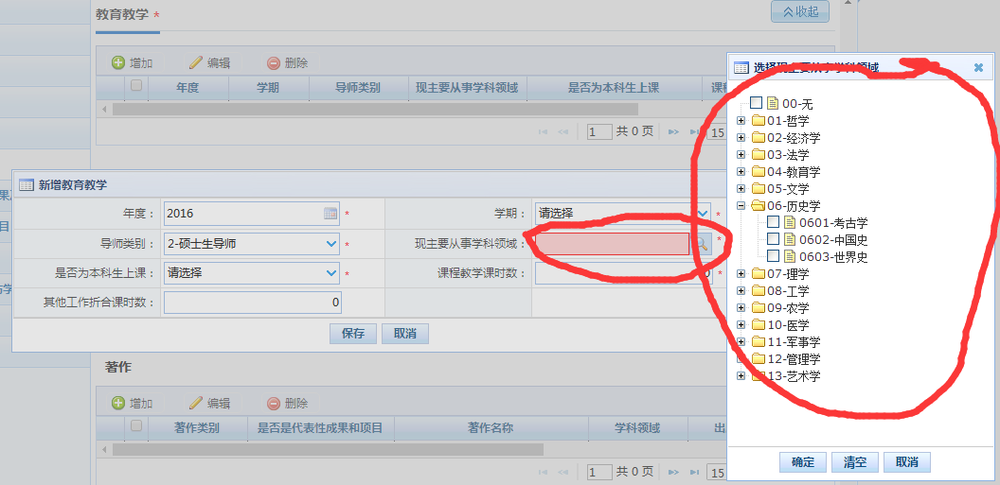 教育教学 *
收起
增加 编辑 删除
年度 学期 导师类别 现主要从事学科领域 是否为本科生上课 课程
1 共 0 页 15
新增教育教学
年度： 2016 * 学期： 请选择 *
导师类别： 2-硕士生导师 * 现主要从事学科领域： *
是否为本科生上课： 请选择 * 课程教学课时数： 0
其他工作折合课时数： 0
保存 取消
著作
增加 编辑 删除
著作类别 是否是代表性成果和项目 著作名称 学科领域 出
1 共 0 页 15
选择现主要从事学科领域
00-无
01-哲学
02-经济学
03-法学
04-教育学
05-文学
06-历史学
0601-考古学
0602-中国史
0603-世界史
07-理学
08-工学
09-农学
10-医学
11-军事学
12-管理学
13-艺术学
确定 清空 取消